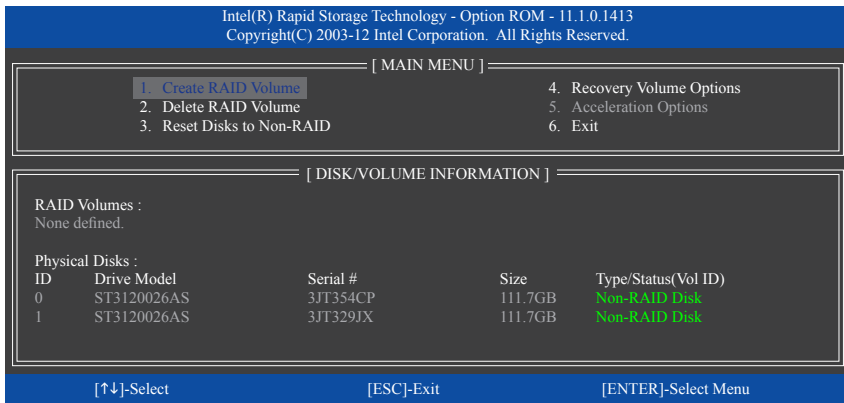 Intel(R) Rapid Storage Technology - Option ROM - 11.1.0.1413
Copyright(C) 2003-12 Intel Corporation. All Rights Reserved.
[ MAIN MENU ]
1. Create RAID Volume
2. Delete RAID Volume
3. Reset Disks to Non-RAID
4. Recovery Volume Options
5. Acceleration Options
6. Exit
[ DISK/VOLUME INFORMATION ]
RAID Volumes :
None defined.
Physical Disks :
ID Drive Model Serial # Size Type/Status(Vol ID)
0 ST3120026AS 3JT354CP 111.7GB Non-RAID Disk
1 ST3120026AS 3JT329JX 111.7GB Non-RAID Disk
[↑↓]-Select [ESC]-Exit [ENTER]-Select Menu